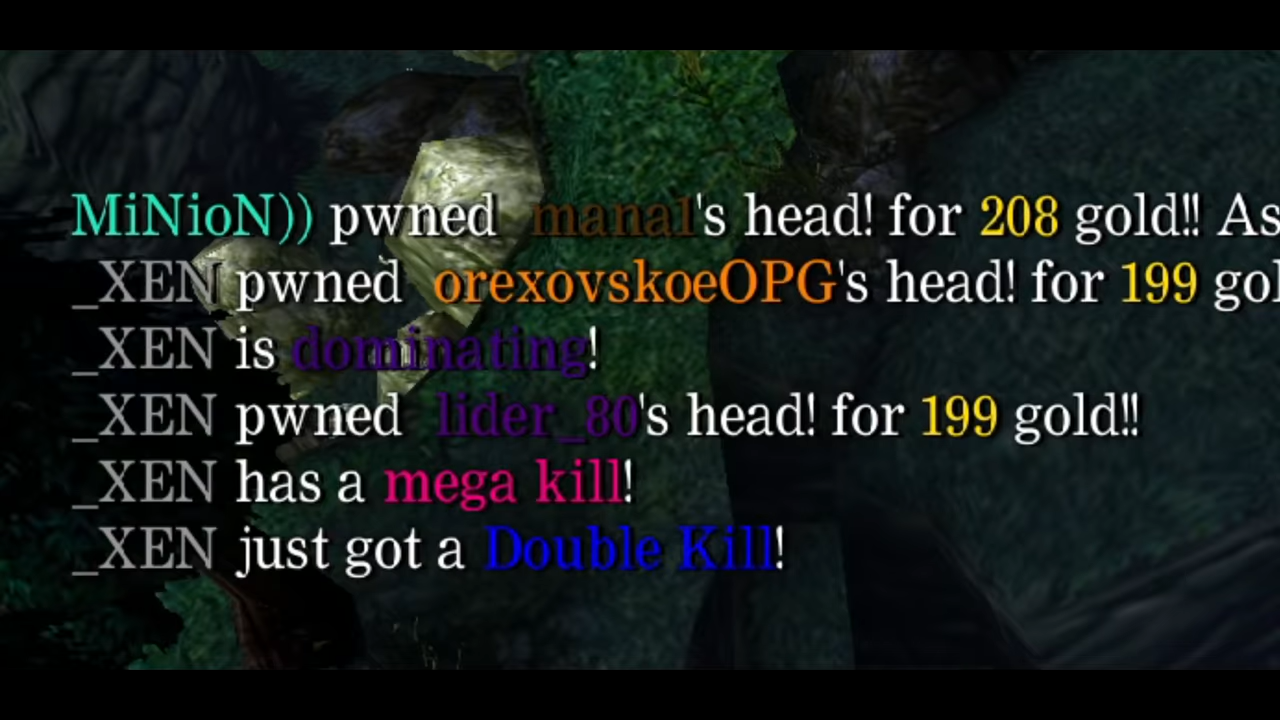 MiNioN)) pwned mana1's head! for 208 gold!! As
_XEN pwned orexovskoeOPG's head! for 199 gol
_XEN is dominating!
_XEN pwned lider_80's head! for 199 gold!!
_XEN has a mega kill!
_XEN just got a Double Kill!